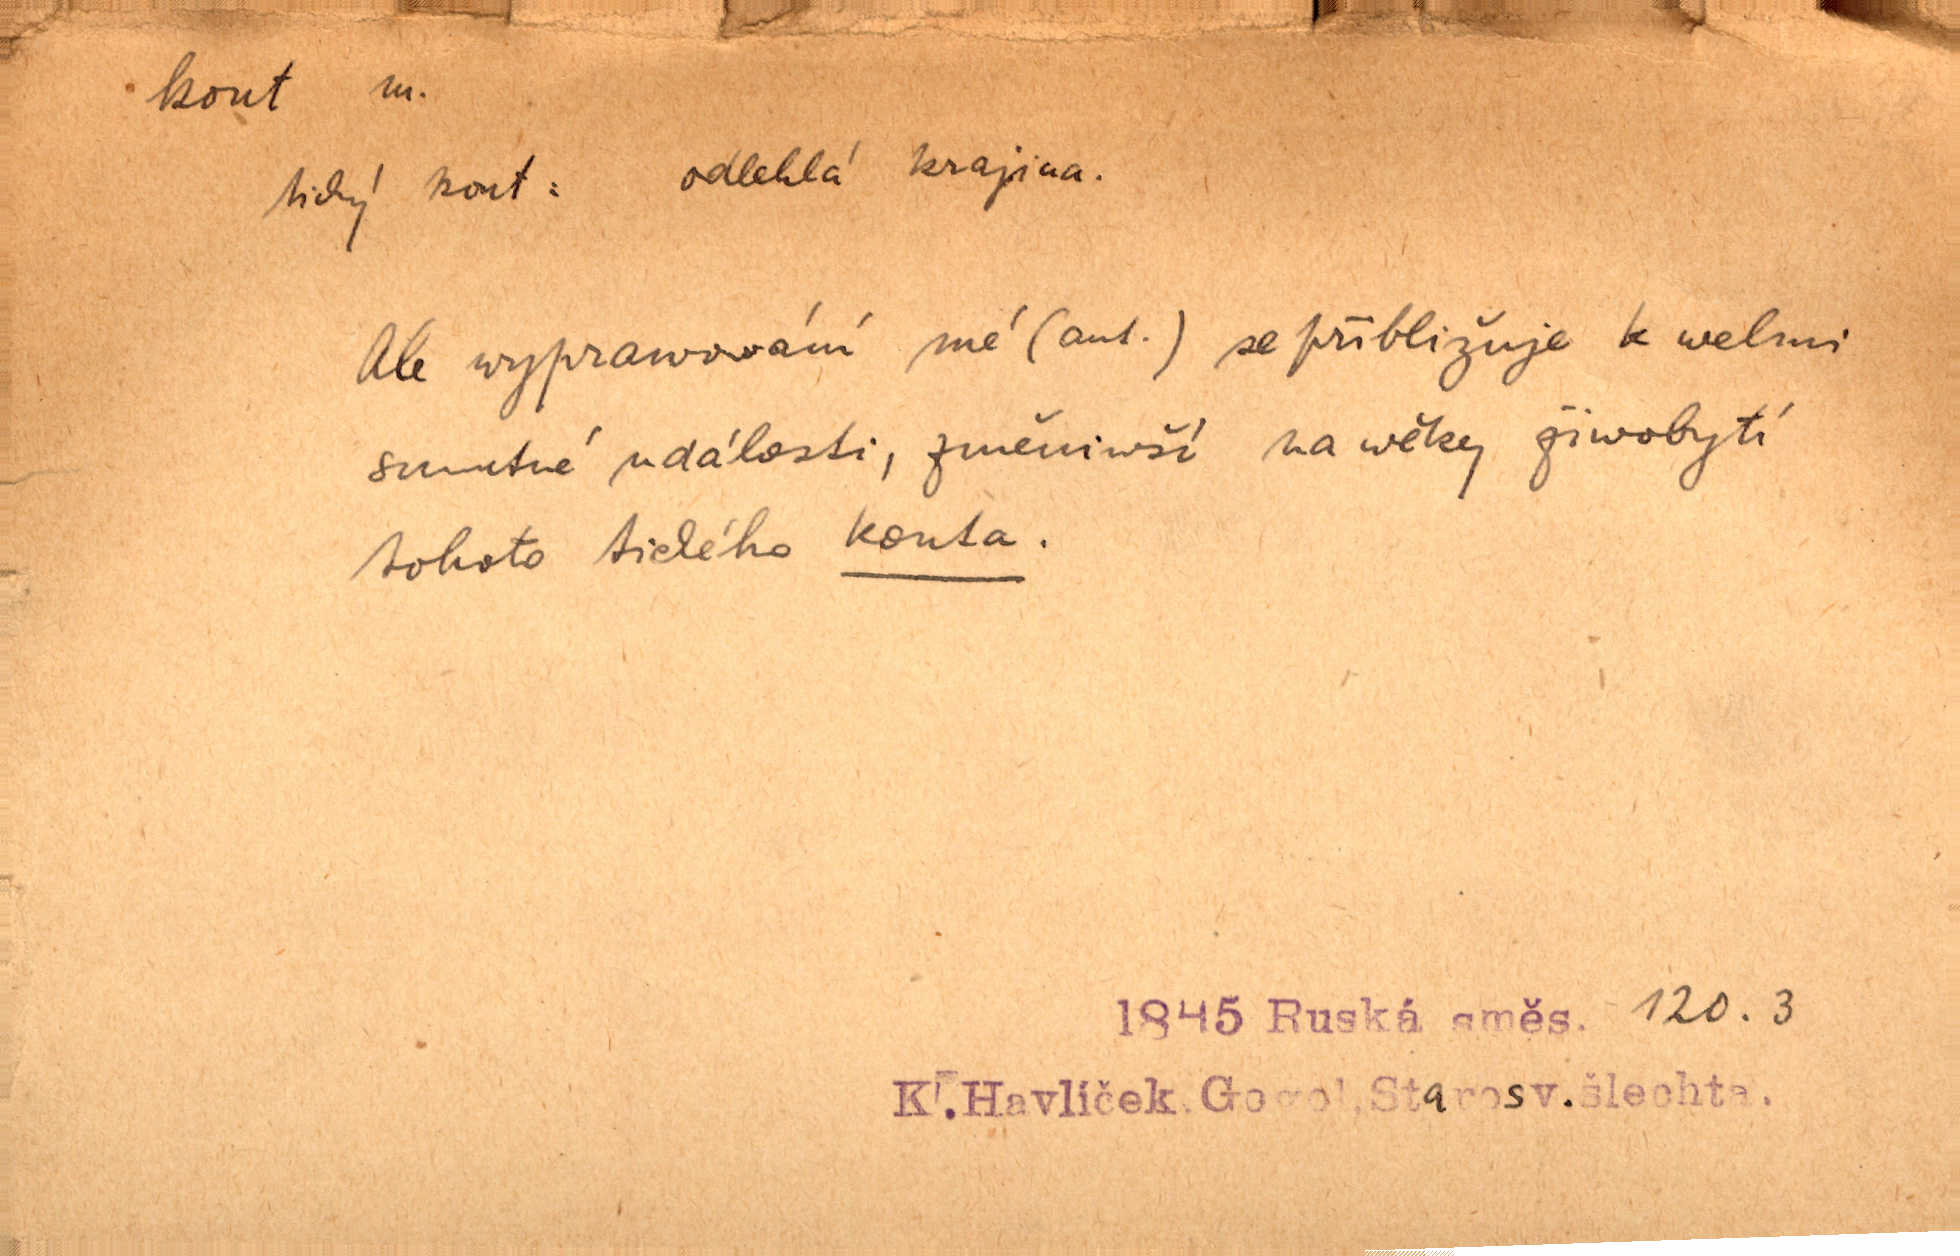 kout m.
tichý kout: odlehlá krajina.
Ale wyprawowání mé (aut.) se přibližuje k welmi
smutné události, změniwší na wěky žiwobytí
tohoto tichého kouta.
1845 Ruská směs. 120.3
K. Havlíček Gogol, Starosv. šlechta.